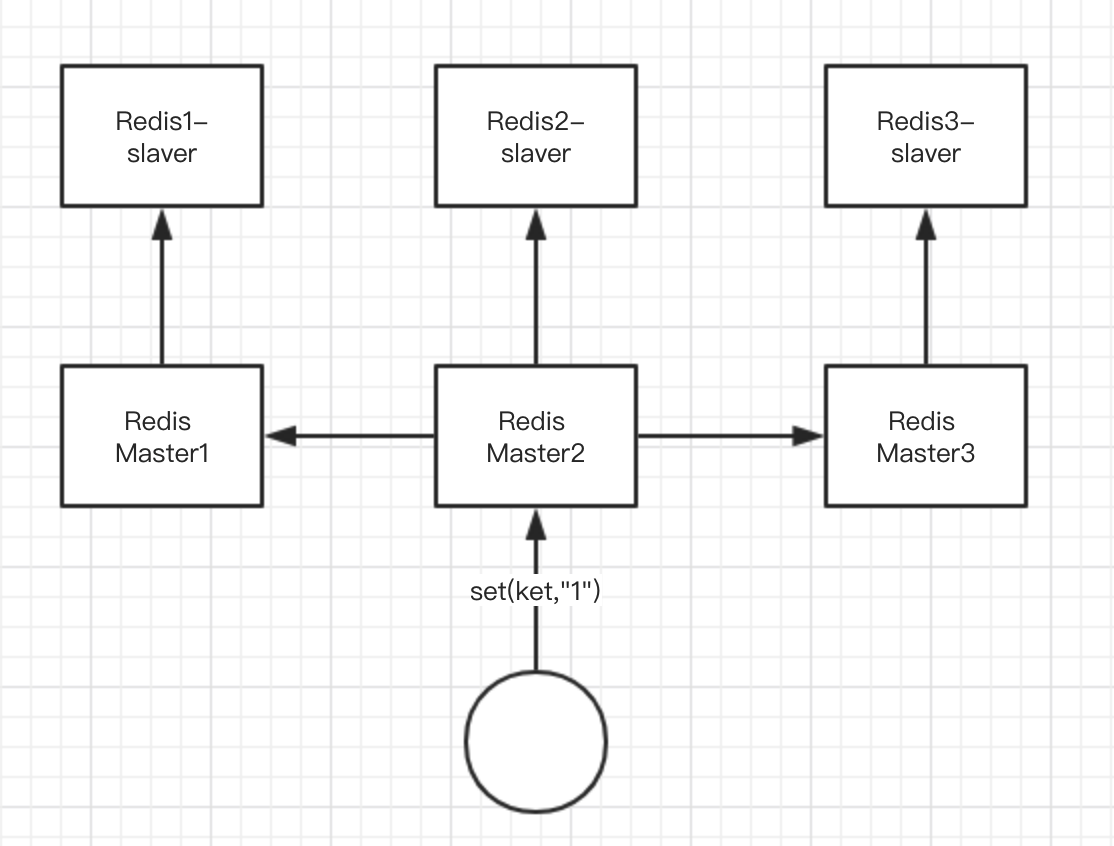 Redis1–
slaver
Redis2–
slaver
Redis3–
slaver
Redis
Master1
Redis
Master2
Redis
Master3
set(ket,"1")